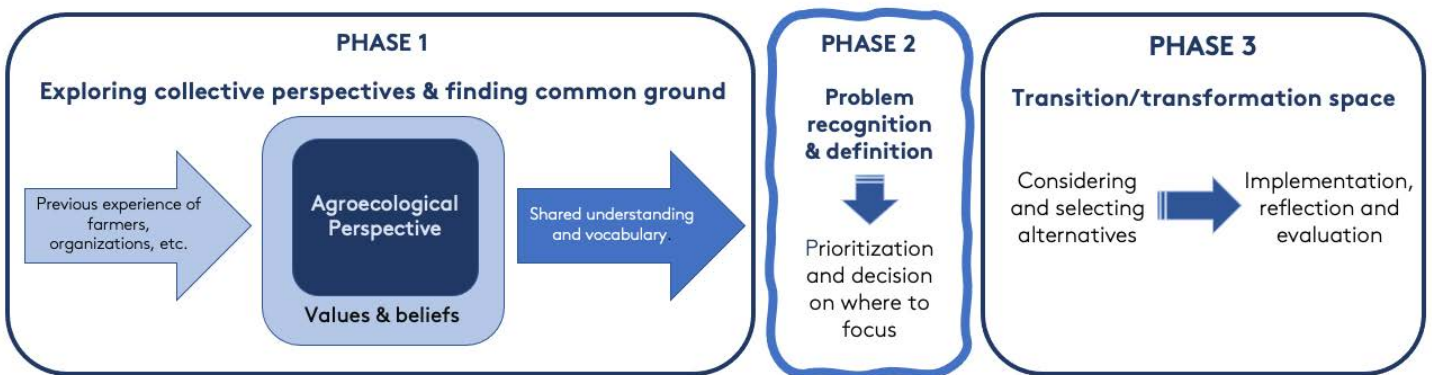 PHASE 1
Exploring collective perspectives & finding common ground
Previous experience of
farmers,
organizations, etc.
Agroecological
Perspective
Values & beliefs
Shared understanding
and vocabulary.
PHASE 2
Problem
recognition
& definition
Prioritization
and decision
on where to
focus
PHASE 3
Transition/transformation space
Considering
and selecting
alternatives
Implementation,
reflection and
evaluation